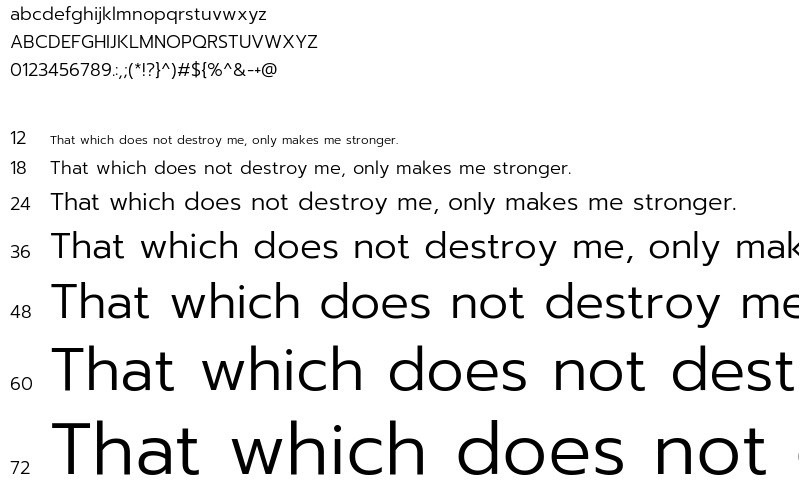 abcdefghijklmnopqrstuvwxyz
ABCDEFGHIJKLMNOPQRSTUVWXYZ
0123456789.:,;(*!?}^)#${%^&-+@
12 That which does not destroy me, only makes me stronger.
18 That which does not destroy me, only makes me stronger.
24 That which does not destroy me, only makes me stronger.
36 That which does not destroy me, only mak
48 That which does not destroy me
60 That which does not dest
72 That which does not